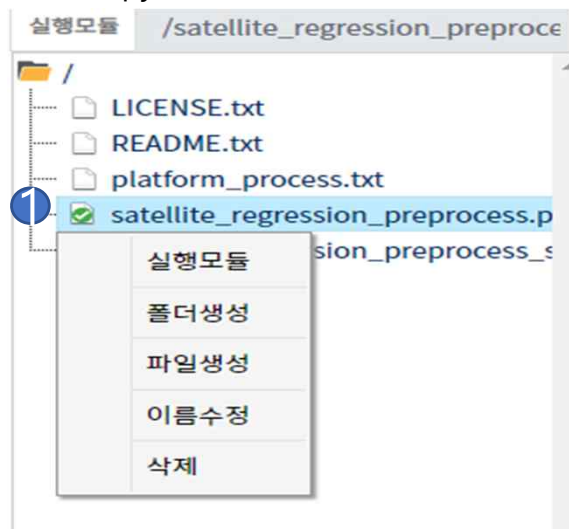 실행모듈 /satellite_regression_preproce
/
LICENSE.txt
README.txt
platform_process.txt
1 satellite_regression_preprocess.p
sion_preprocess_s
실행모듈
폴더생성
파일생성
이름수정
삭제